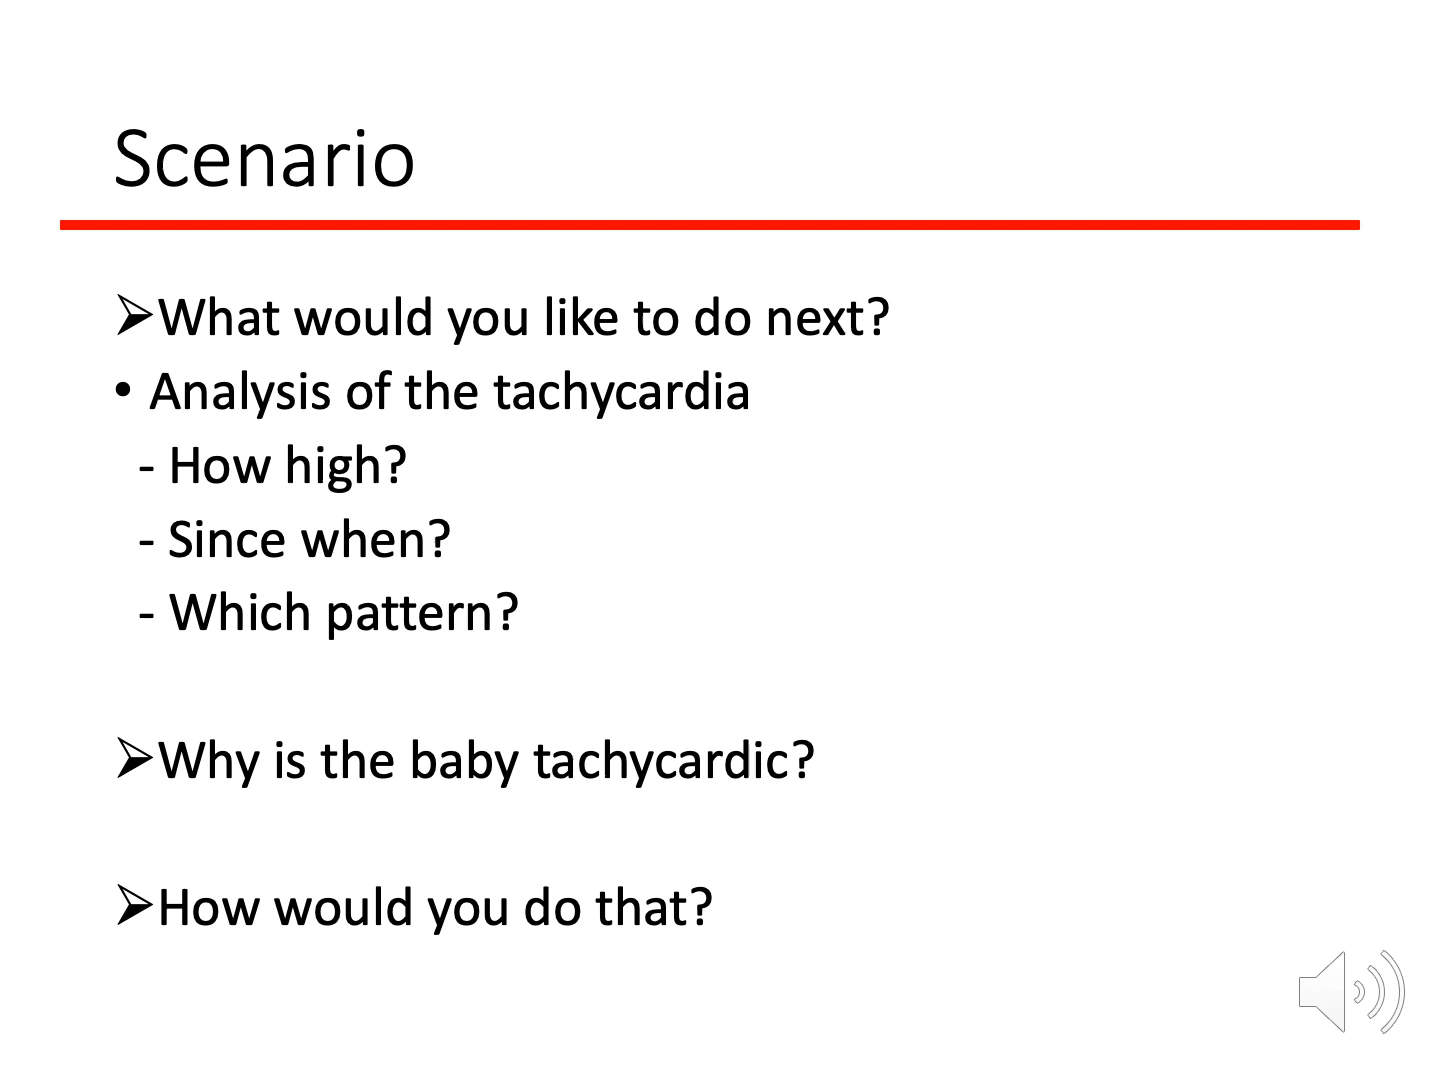 Scenario
➢What would you like to do next?
• Analysis of the tachycardia
- How high?
- Since when?
- Which pattern?
➢Why is the baby tachycardic?
➢How would you do that?